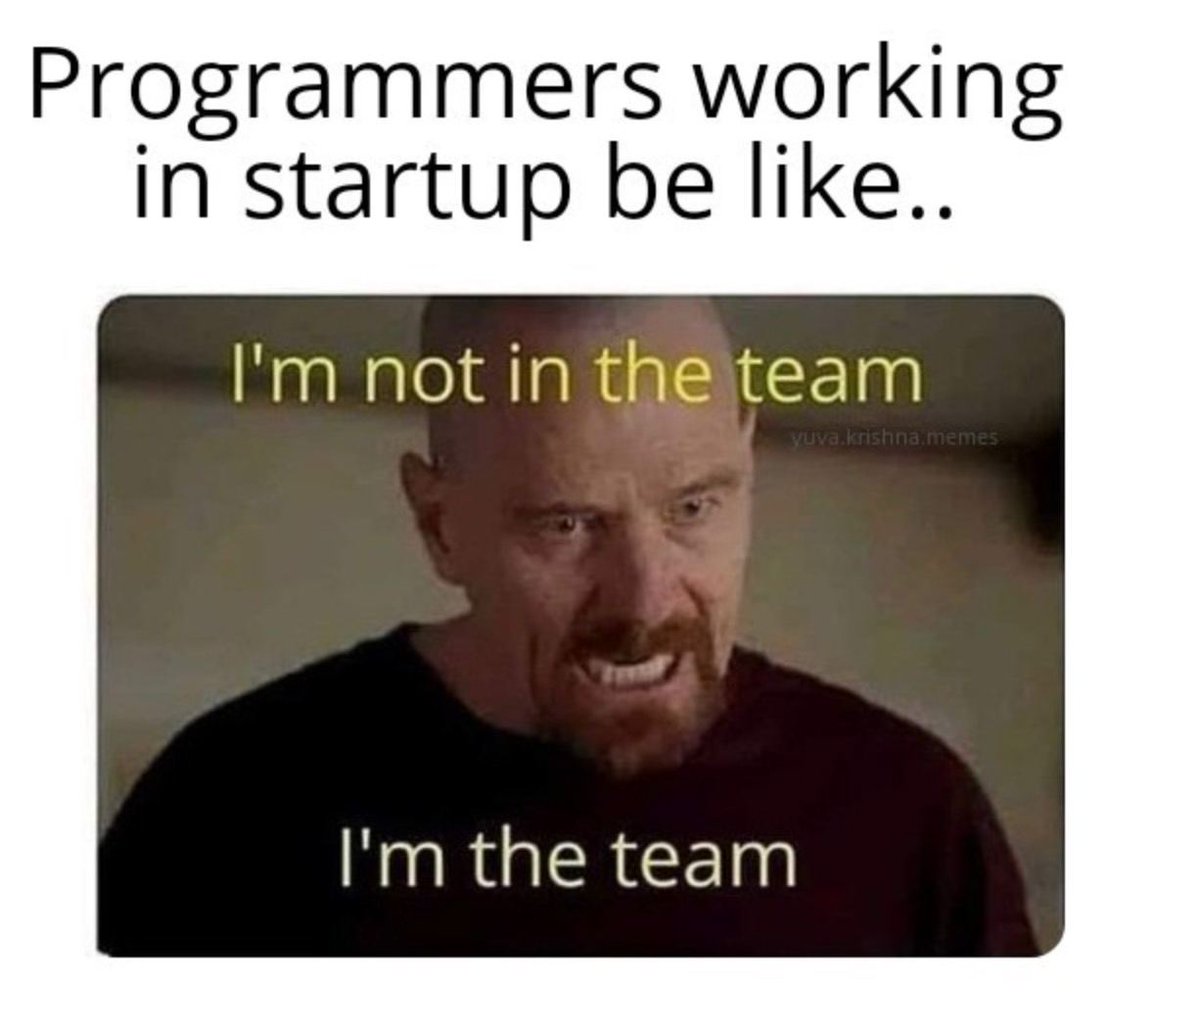 Programmers working
in startup be like..
I'm not in the team
yuva.krishna.memes
I'm the team